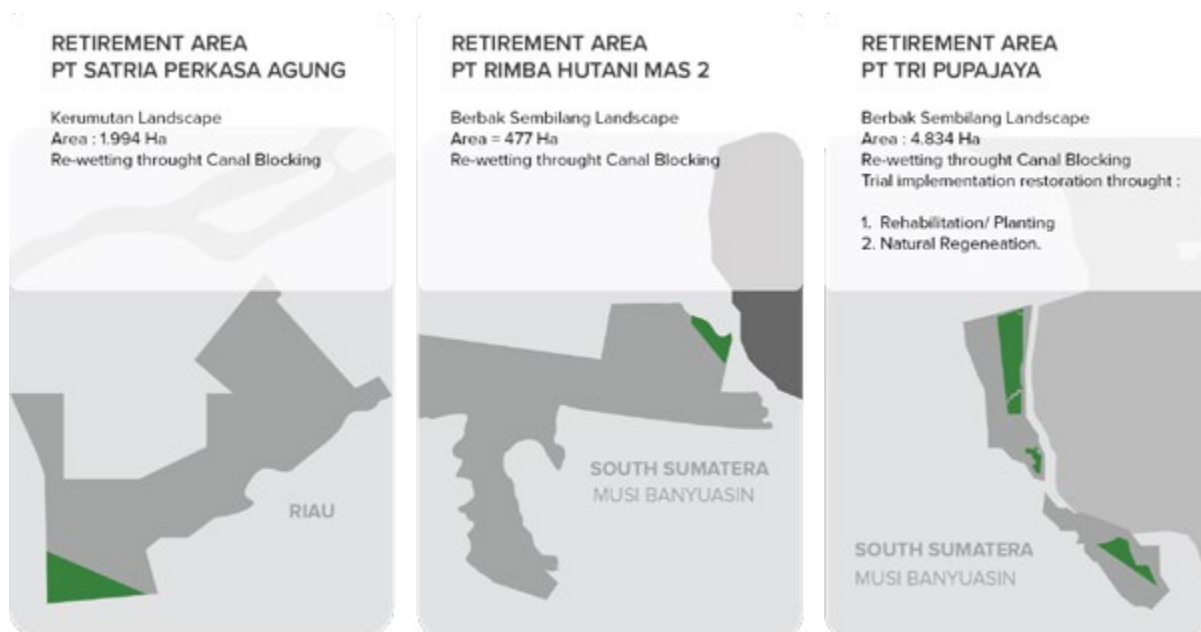 RETIREMENT AREA
PT SATRIA PERKASA AGUNG
Kerumutan Landscape
Area : 1.994 Ha
Re-wetting throught Canal Blocking
RIAU
RETIREMENT AREA
PT RIMBA HUTANI MAS 2
Berbak Sembilang Landscape
Area = 477 Ha
Re-wetting throught Canal Blocking
SOUTH SUMATERA
MUSI BANYUASIN
RETIREMENT AREA
PT TRI PUPAJAYA
Berbak Sembilang Landscape
Area : 4.834 Ha
Re-wetting throught Canal Blocking
Trial implementation restoration throught :
1. Rehabilitation/ Planting
2. Natural Regeneation.
SOUTH SUMATERA
MUSI BANYUASIN